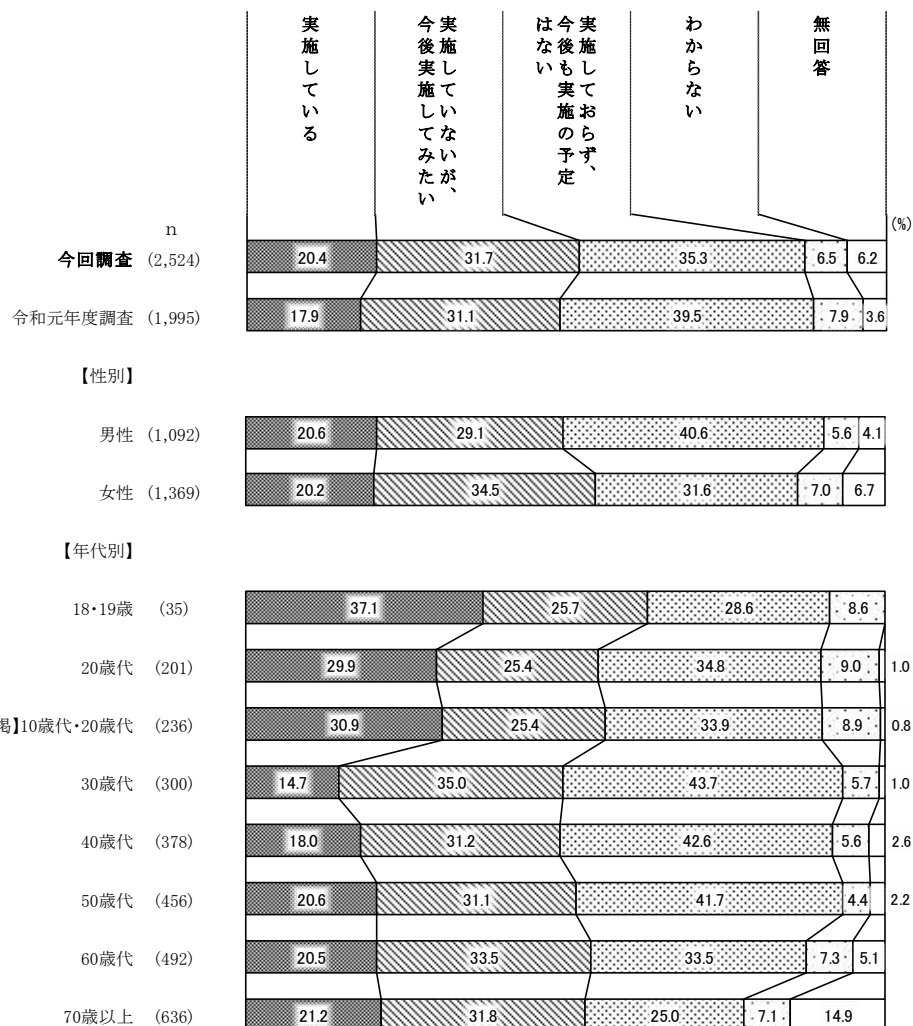 実施している
実施していないが、
今後実施してみたい
実施しておらず、
今後も実施の予定
はない
わからない
無回答
(%)
n
今回調査 (2,524) 20.4 31.7 35.3 6.5 6.2
令和元年度調査 (1,995) 17.9 31.1 39.5 7.9 3.6
【性別】
男性 (1,092) 20.6 29.1 40.6 5.6 4.1
女性 (1,369) 20.2 34.5 31.6 7.0 6.7
【年代別】
18・19歳 (35) 37.1 25.7 28.6 8.6
20歳代 (201) 29.9 25.4 34.8 9.0 1.0
】10歳代・20歳代 (236) 30.9 25.4 33.9 8.9 0.8
30歳代 (300) 14.7 35.0 43.7 5.7 1.0
40歳代 (378) 18.0 31.2 42.6 5.6 2.6
50歳代 (456) 20.6 31.1 41.7 4.4 2.2
60歳代 (492) 20.5 33.5 33.5 7.3 5.1
70歳以上 (636) 21.2 31.8 25.0 7.1 14.9